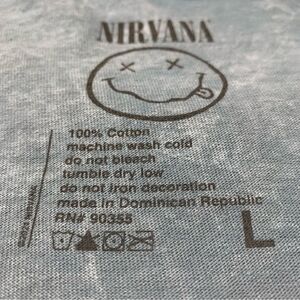 NIRVANA
100% Cotton
machine wash cold
do not bleach
tumble dry low
do not iron decoration
made in Dominican Republic
RN# 90355
L